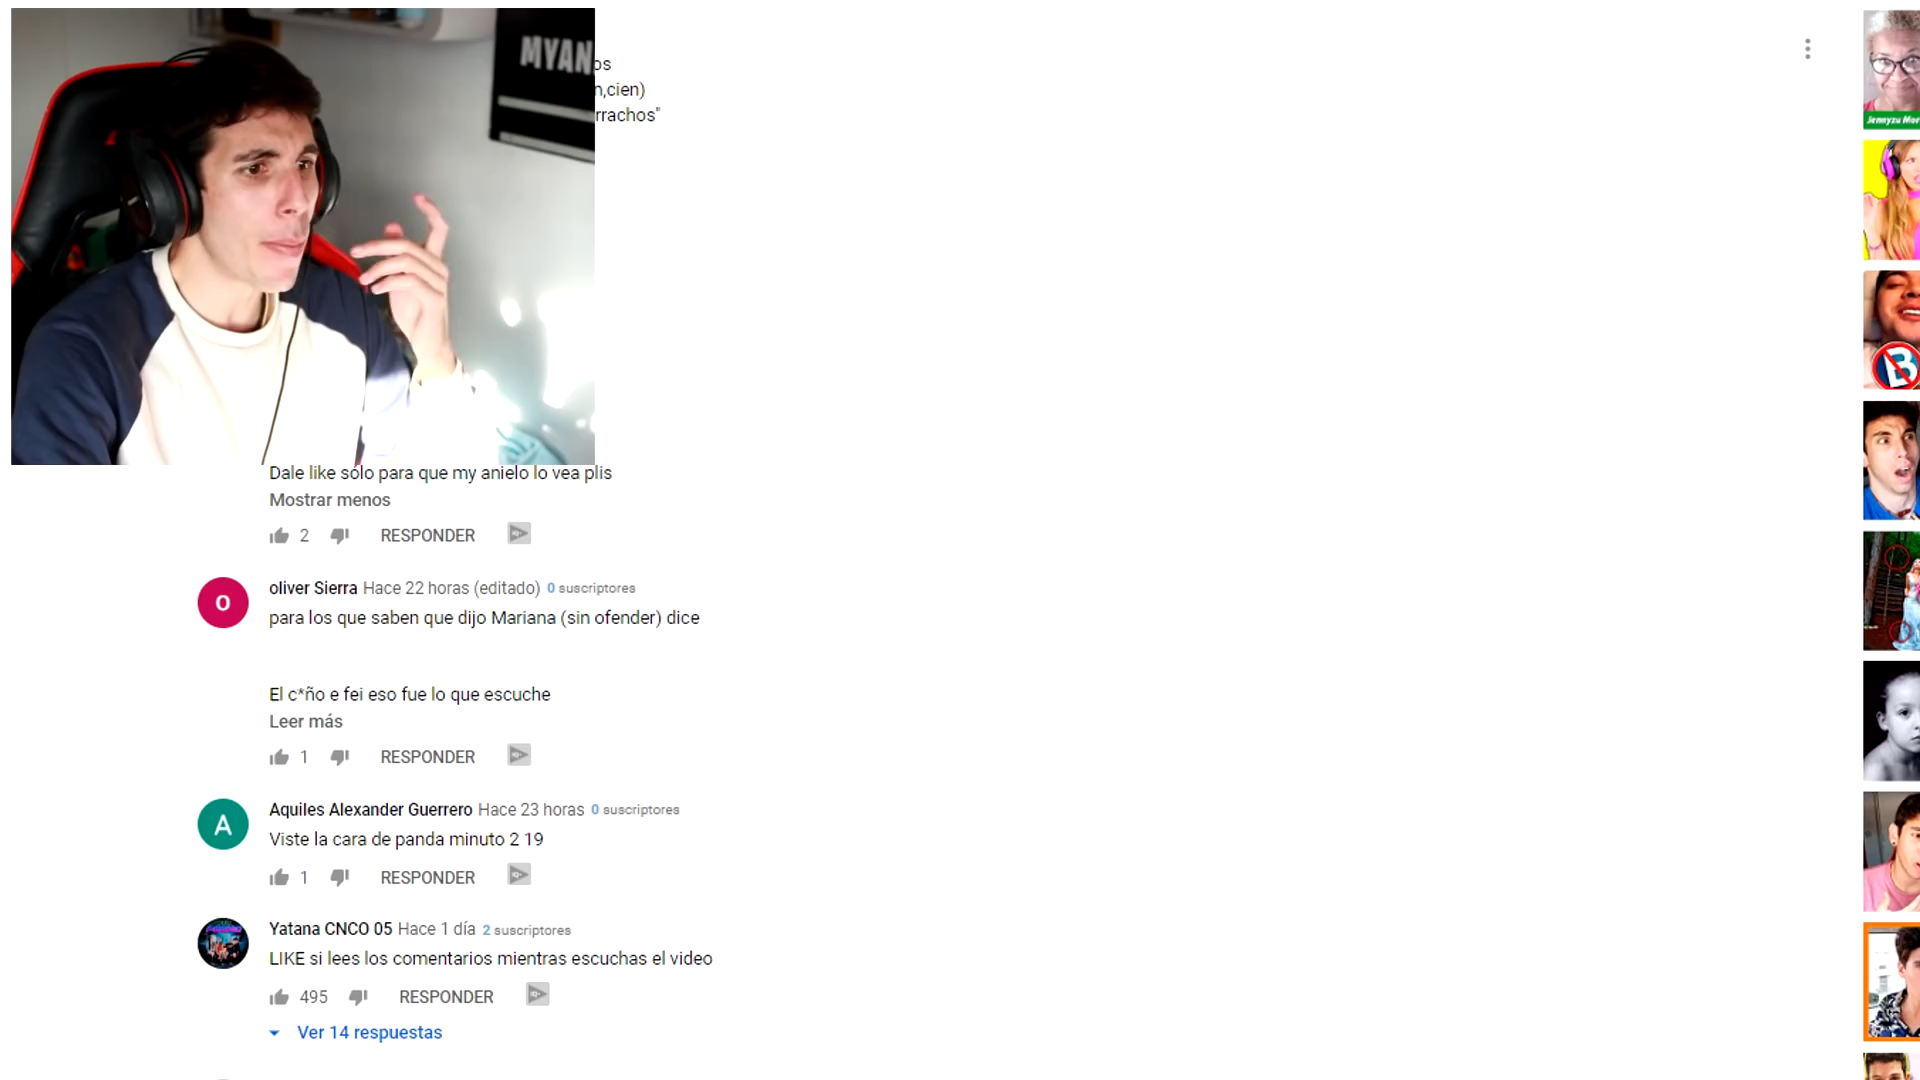 MYAN
os
n,cien)
rrachos"
Dale like sólo para que my anielo lo vea plis
Mostrar menos
2 RESPONDER
O
oliver Sierra Hace 22 horas (editado) 0 suscriptores
para los que saben que dijo Mariana (sin ofender) dice
El c*ño e fei eso fue lo que escuche
Leer más
1 RESPONDER
A
Aquiles Alexander Guerrero Hace 23 horas 0 suscriptores
Viste la cara de panda minuto 2 19
1 RESPONDER
Yatana CNCO 05 Hace 1 día 2 suscriptores
LIKE si lees los comentarios mientras escuchas el video
495 RESPONDER
Ver 14 respuestas
Jennyzu Mor
B